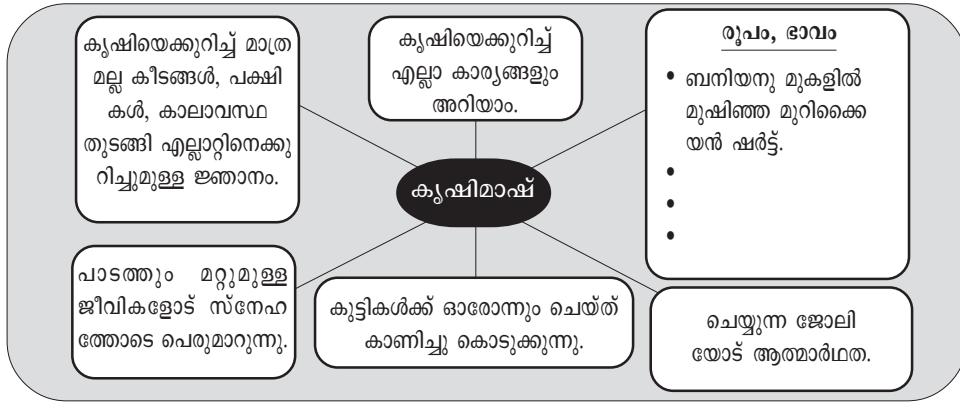 കൃഷിയെക്കുറിച്ച് മാത്ര
മല്ല കീടങ്ങൾ, പക്ഷി
കൾ, കാലാവസ്ഥ
തുടങ്ങി എല്ലാറ്റിനെക്കു
റിച്ചുമുള്ള ജ്ഞാനം.
കൃഷിയെക്കുറിച്ച്
എല്ലാ കാര്യങ്ങളും
അറിയാം.
രൂപം, ഭാവം
• ബനിയനു മുകളിൽ
മുഷിഞ്ഞ മുറിക്കൈ
യൻ ഷർട്ട്.
•
•
•
കൃഷിമാഷ്
പാടത്തും മറ്റുമുള്ള
ജീവികളോട് സ്നേഹ
ത്തോടെ പെരുമാറുന്നു.
കുട്ടികൾക്ക് ഓരോന്നും ചെയ്ത്
കാണിച്ചു കൊടുക്കുന്നു.
ചെയ്യുന്ന ജോലി
യോട് ആത്മാർഥത.